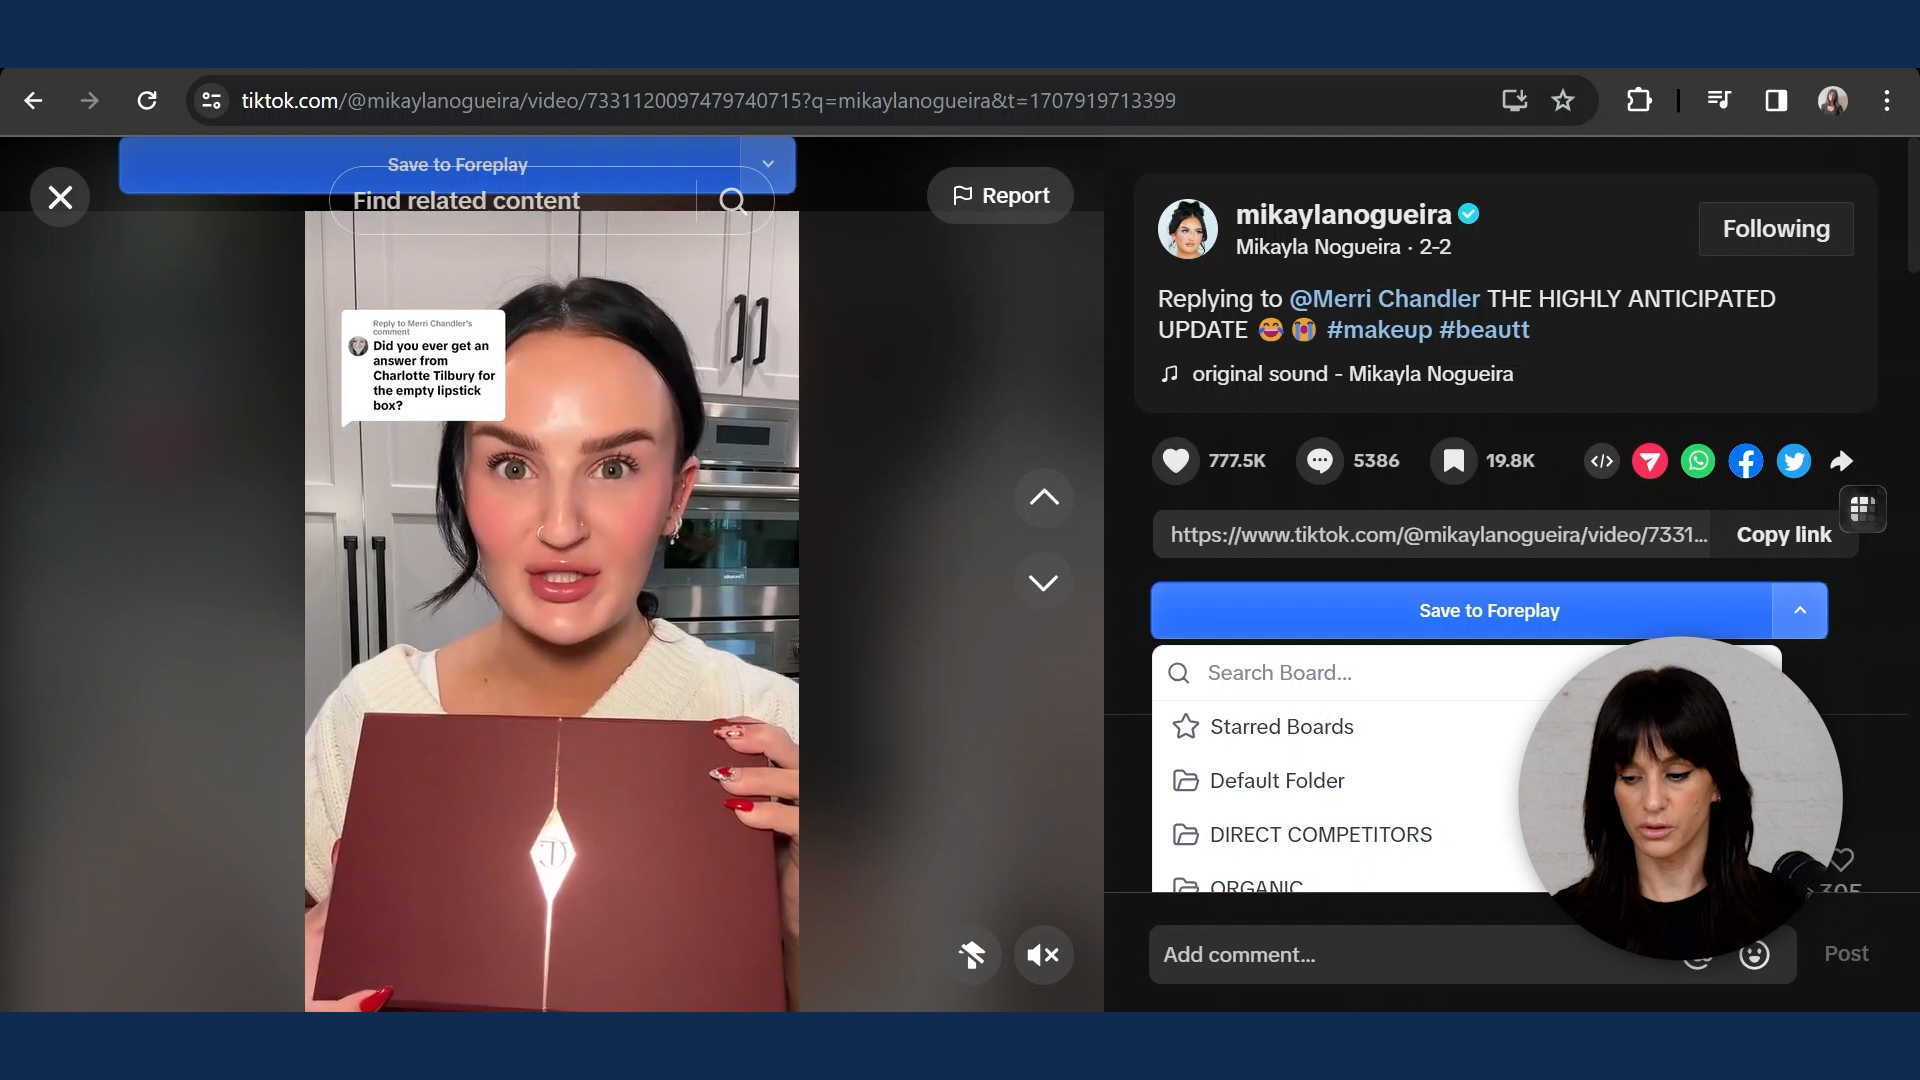 tiktok.com/@mikaylanogueira/video/7331120097479740715?q=mikaylanogueira&t=1707919713399
Save to Foreplay
Find related content
Report
Reply to Merri Chandler's
comment
Did you ever get an
answer from
Charlotte Tilbury for
the empty lipstick
box?
mikaylanogueira
Mikayla Nogueira · 2-2
Following
Replying to @Merri Chandler THE HIGHLY ANTICIPATED
UPDATE 😂 😭 #makeup #beautt
original sound - Mikayla Nogueira
777.5K
5386
19.8K
https://www.tiktok.com/@mikaylanogueira/video/7331...
Copy link
Save to Foreplay
Search Board...
Starred Boards
Default Folder
DIRECT COMPETITORS
ORGANIC
Add comment...
Post